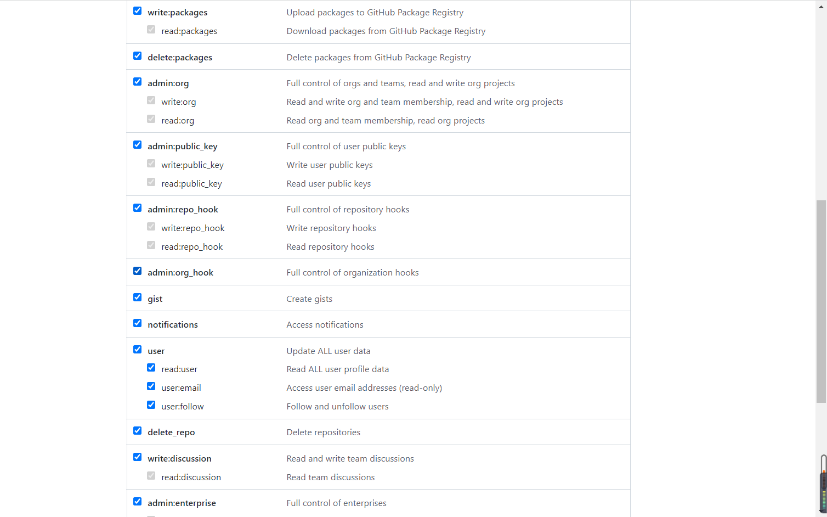 write:packages Upload packages to GitHub Package Registry
read:packages Download packages from GitHub Package Registry
delete:packages Delete packages from GitHub Package Registry
admin:org Full control of orgs and teams, read and write org projects
write:org Read and write org and team membership, read and write org projects
read:org Read org and team membership, read org projects
admin:public_key Full control of user public keys
write:public_key Write user public keys
read:public_key Read user public keys
admin:repo_hook Full control of repository hooks
write:repo_hook Write repository hooks
read:repo_hook Read repository hooks
admin:org_hook Full control of organization hooks
gist Create gists
notifications Access notifications
user Update ALL user data
read:user Read ALL user profile data
user:email Access user email addresses (read-only)
user:follow Follow and unfollow users
delete_repo Delete repositories
write:discussion Read and write team discussions
read:discussion Read team discussions
admin:enterprise Full control of enterprises